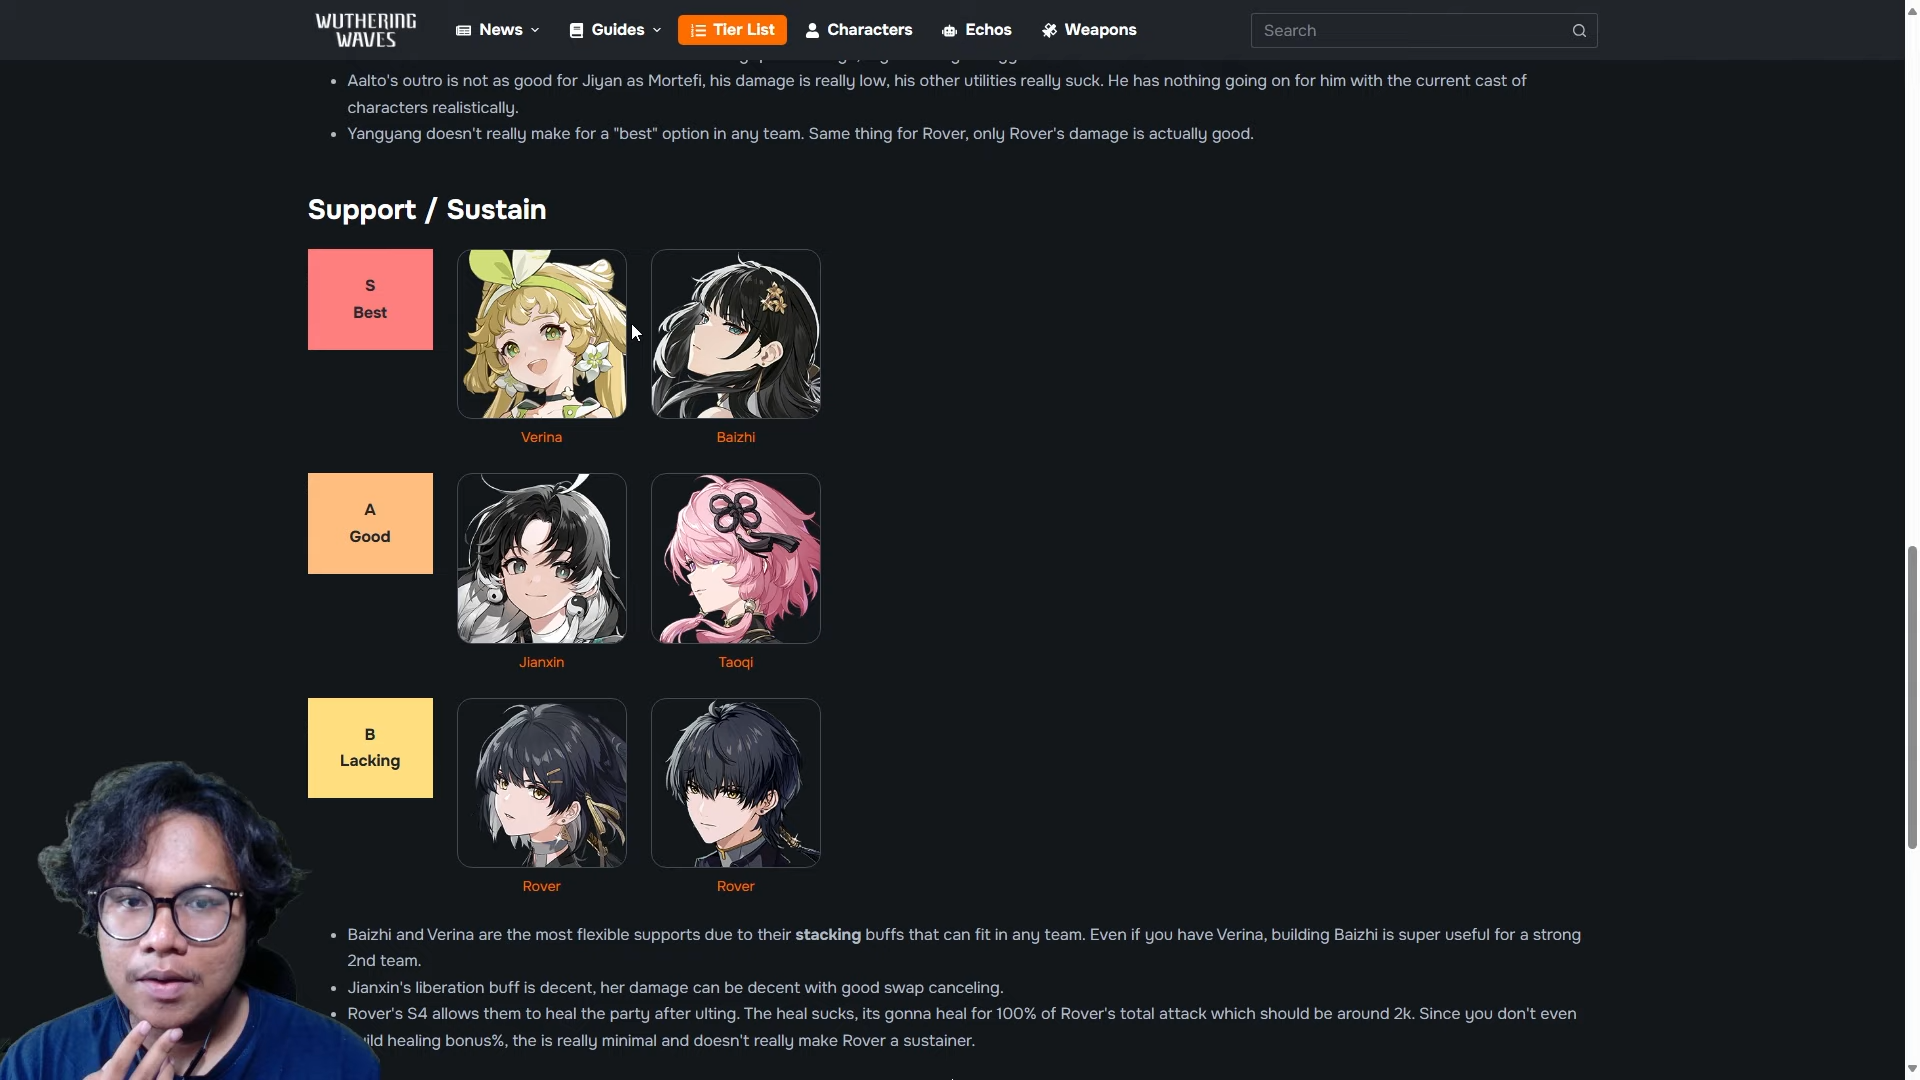 WUTHERING
WAVES
News
Guides
Tier List
Characters
Echos
Weapons
Search
Aalto's outro is not as good for Jiyan as Mortefi, his damage is really low, his other utilities really suck. He has nothing going on for him with the current cast of
characters realistically.
Yangyang doesn't really make for a "best" option in any team. Same thing for Rover, only Rover's damage is actually good.
Support / Sustain
S
Best
Verina
Baizhi
A
Good
Jianxin
Taoqi
B
Lacking
Rover
Rover
Baizhi and Verina are the most flexible supports due to their stacking buffs that can fit in any team. Even if you have Verina, building Baizhi is super useful for a strong
2nd team.
Jianxin's liberation buff is decent, her damage can be decent with good swap canceling.
Rover's S4 allows them to heal the party after ulting. The heal sucks, its gonna heal for 100% of Rover's total attack which should be around 2k. Since you don't even
healing bonus%, the is really minimal and doesn't really make Rover a sustainer.